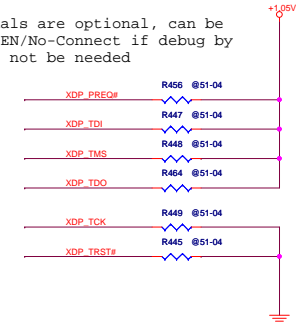 +1.05V
als are optional, can be
EN/No-Connect if debug by
not be needed
R456 @51-04
XDP_PREQ#
R447 @51-04
XDP_TDI
R448 @51-04
XDP_TMS
R464 @51-04
XDP_TDO
R449 @51-04
XDP_TCK
R445 @51-04
XDP_TRST#